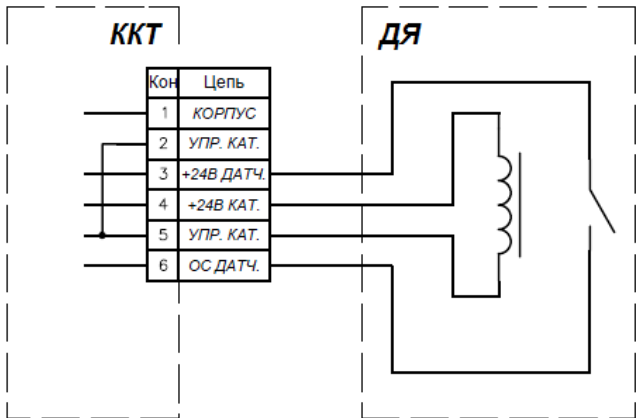 ККТ
ДЯ
Кон Цепь
1 КОРПУС
2 УПР. КАТ.
3 +24В ДАТЧ.
4 +24В КАТ.
5 УПР. КАТ.
6 ОС ДАТЧ.